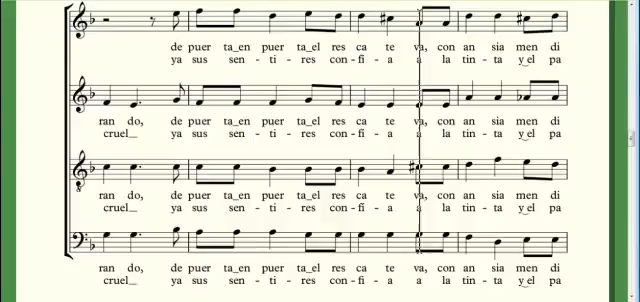 de puer ta_en puer ta_el res ca te va, con an sia men di
ya sus sen - ti - res con - fi - a a la tin - ta y_el pa
ran do, de puer ta_en puer ta_el res ca te va, con an sia men di
cruel_ ya sus sen - ti - res con - fi - a a la tin - ta y_el pa
8
ran do, de puer ta_en puer ta_el res ca te va, con an sia men di
cruel_ ya sus sen - ti - res con - fi - a a la tin - ta y_el pa
ran do, de puer ta_en puer ta_el res ca te va, con an sia men di
cruel_ ya sus sen - ti - res con - fi - a a la tin - ta y_el pa